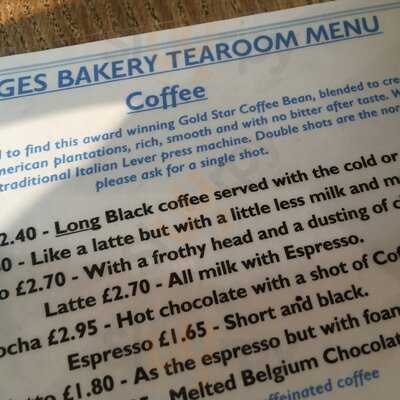 GES BAKERY TEAROOM MENU
Coffee
to find this award winning Gold Star Coffee Bean, blended to cre
merican plantations, rich, smooth and with no bitter after taste. W
traditional Italian Lever press machine. Double shots are the nor
please ask for a single shot.
2.40 - Long Black coffee served with the cold or
0 - Like a latte but with a little less milk and m
o £2.70 - With a frothy head and a dusting of c
Latte £2.70 - All milk with Espresso.
ocha £2.95 - Hot chocolate with a shot of Cof
Espresso £1.65 - Short and black.
tto £1.80 - As the espresso but with foam
- Melted Belgium Chocolat
ffeinated coffee